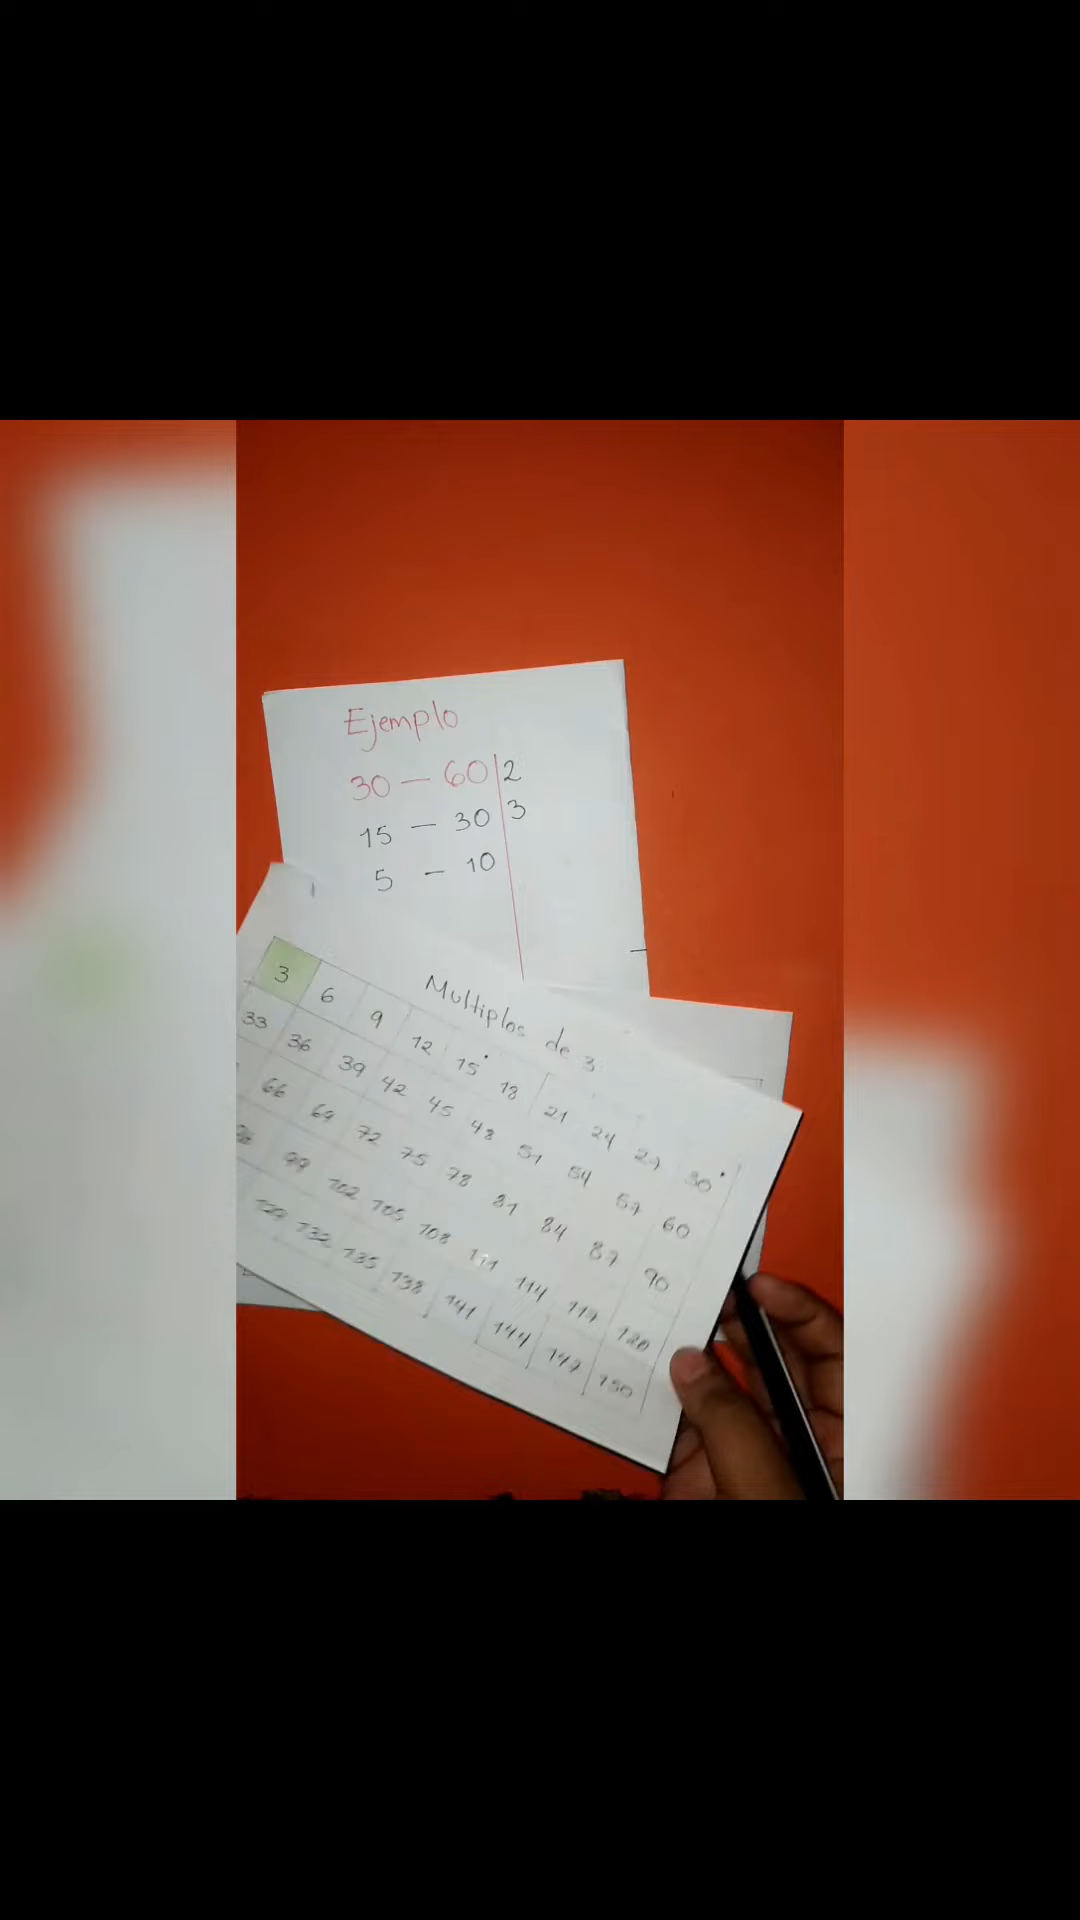 Ejemplo
30 — 60 | 2
15 — 30 | 3
5 — 10
Multiplos de 3
3 6 9 12 15 18 21 24 27 30
33 36 39 42 45 48 51 54 57 60
66 69 72 75 78 81 84 87 90
96 99 102 105 108 111 114 117 120
129 132 135 138 141 144 147 150